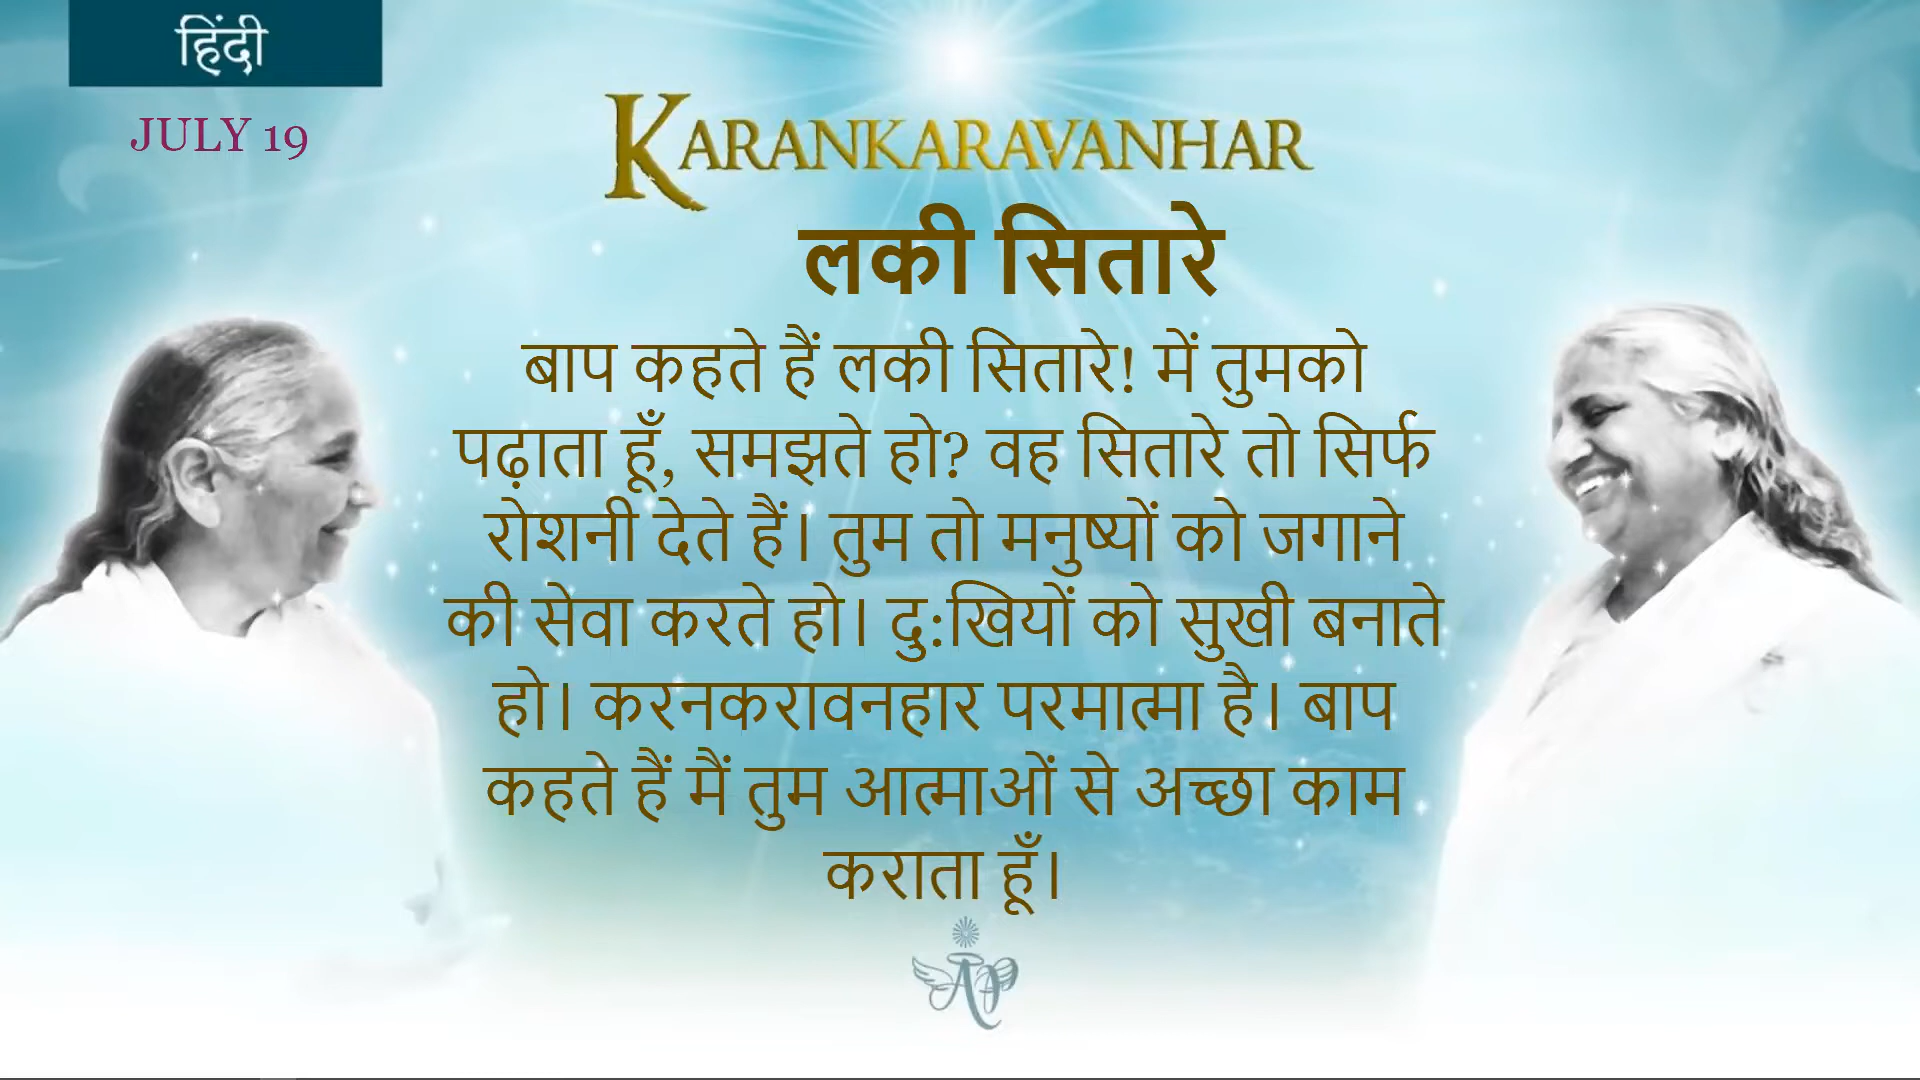 हिंदी
JULY 19
KARANKARAVANHAR
लकी सितारे
बाप कहते हैं लकी सितारे! में तुमको
पढ़ाता हूँ, समझते हो? वह सितारे तो सिर्फ
रोशनी देते हैं। तुम तो मनुष्यों को जगाने
की सेवा करते हो। दु:खियों को सुखी बनाते
हो। करनकरावनहार परमात्मा है। बाप
कहते हैं मैं तुम आत्माओं से अच्छा काम
कराता हूँ।